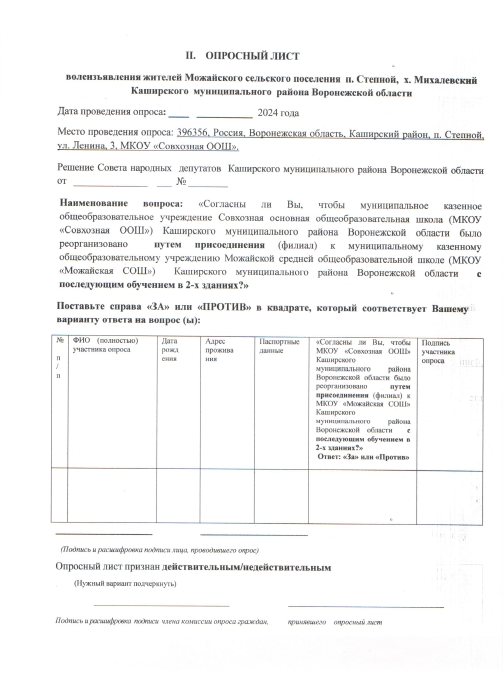 II. ОПРОСНЫЙ ЛИСТ
волеизъявления жителей Можайского сельского поселения п. Степной, х. Михалевский
Каширского муниципального района Воронежской области
Дата проведения опроса: ____ __________ 2024 года
Место проведения опроса: 396356, Россия, Воронежская область, Каширский район, п. Степной,
ул. Ленина, 3, МКОУ «Совхозная ООШ».
Решение Совета народных депутатов Каширского муниципального района Воронежской области
от ______________ ___ № ________
Наименование вопроса: «Согласны ли Вы, чтобы муниципальное казенное
общеобразовательное учреждение Совхозная основная общеобразовательная школа (МКОУ
«Совхозная ООШ») Каширского муниципального района Воронежской области было
реорганизовано путем присоединения (филиал) к муниципальному казенному
общеобразовательному учреждению Можайской средней общеобразовательной школе (МКОУ
«Можайская СОШ») Каширского муниципального района Воронежской области с
последующим обучением в 2-х зданиях?»
Поставьте справа «ЗА» или «ПРОТИВ» в квадрате, который соответствует Вашему
варианту ответа на вопрос (ы):
№
п
/
п
ФИО (полностью)
участника опроса
Дата
рожд
ения
Адрес
прожива
ния
Паспортные
данные
«Согласны ли Вы, чтобы
МКОУ «Совхозная ООШ»
Каширского
муниципального района
Воронежской области было
реорганизовано путем
присоединения (филиал) к
МКОУ «Можайская СОШ»
Каширского
муниципального района
Воронежской области с
последующим обучением в
2-х зданиях?»
Ответ: «За» или «Против»
Подпись
участника
опроса
(Подпись и расшифровка подписи лица, проводившего опрос)
Опросный лист признан действительным/недействительным
(Нужный вариант подчеркнуть)
Подпись и расшифровка подписи члена комиссии опроса граждан, принявшего опросный лист